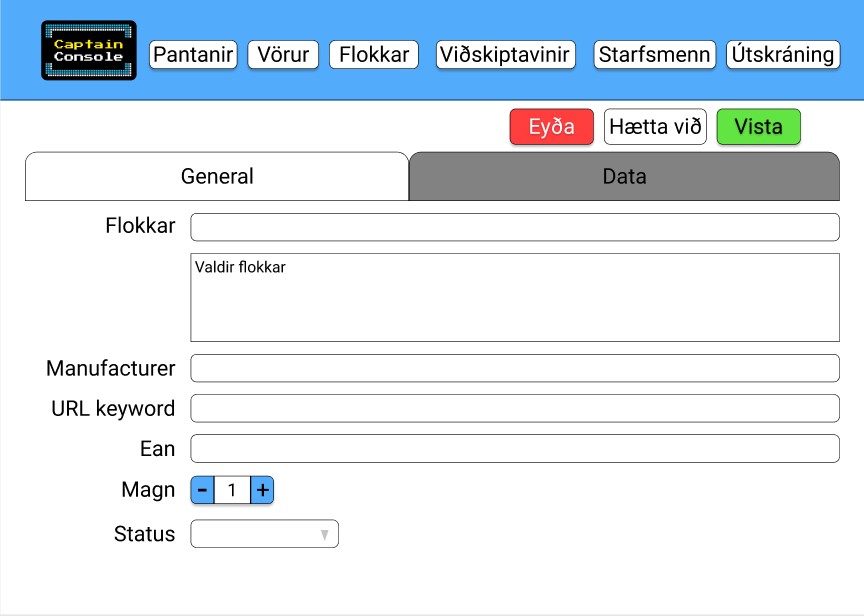 Captain
Console
Pantanir Vörur Flokkar Viðskiptavinir Starfsmenn Útskráning
Eyða Hætta við Vista
General Data
Flokkar
Valdir flokkar
Manufacturer
URL keyword
Ean
Magn - 1 +
Status